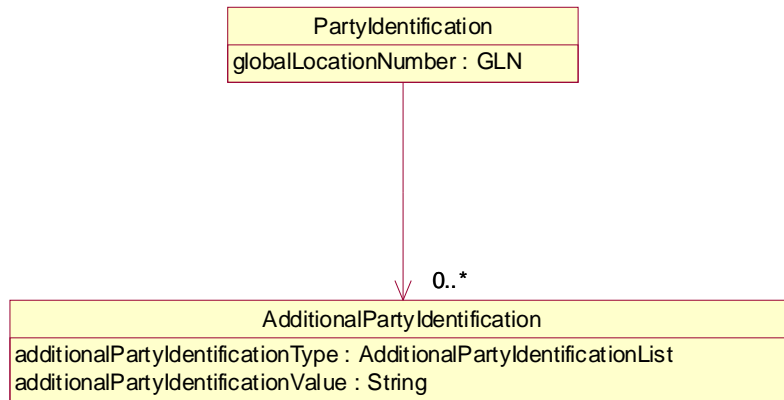 PartyIdentification
globalLocationNumber : GLN
0..*
AdditionalPartyIdentification
additionalPartyIdentificationType : AdditionalPartyIdentificationList
additionalPartyIdentificationValue : String